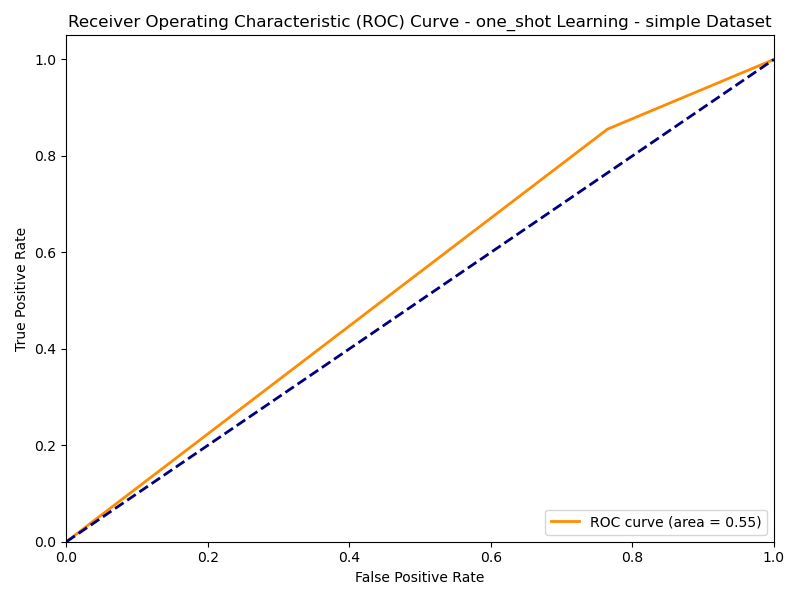 Receiver Operating Characteristic (ROC) Curve - one_shot Learning - simple Dataset
True Positive Rate
1.0
0.8
0.6
0.4
0.2
0.0
ROC curve (area = 0.55)
0.0 0.2 0.4 0.6 0.8 1.0
False Positive Rate